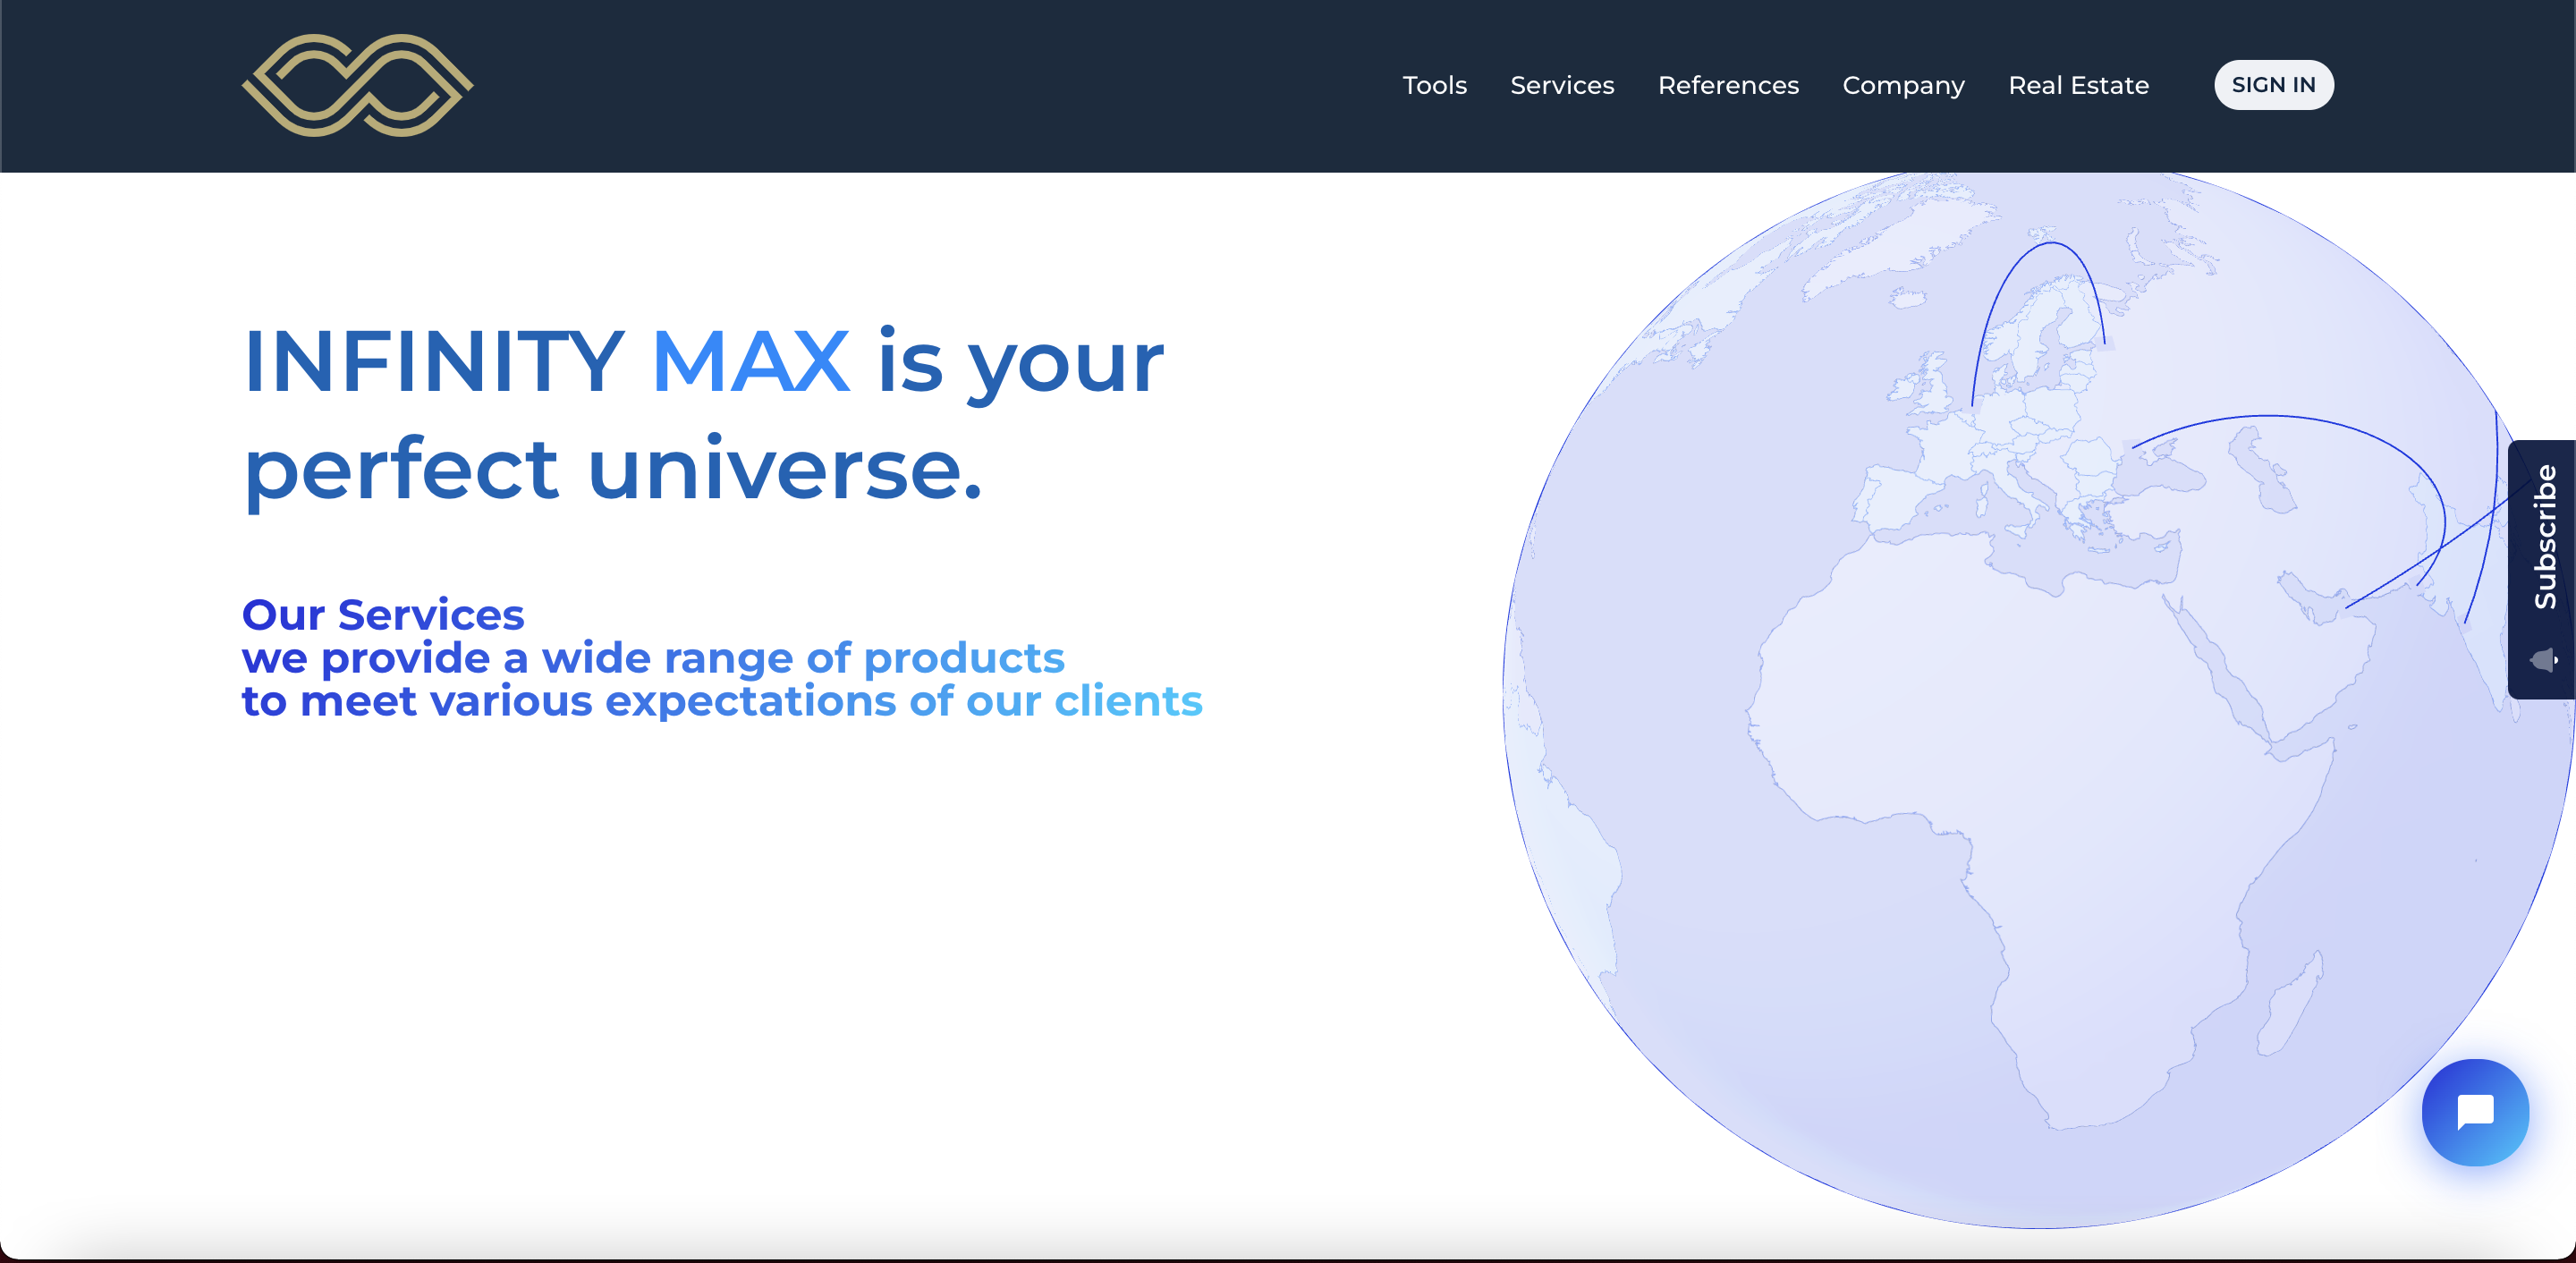 Tools
Services
References
Company
Real Estate
SIGN IN
INFINITY MAX is your
perfect universe.
Our Services
we provide a wide range of products
to meet various expectations of our clients
Subscribe